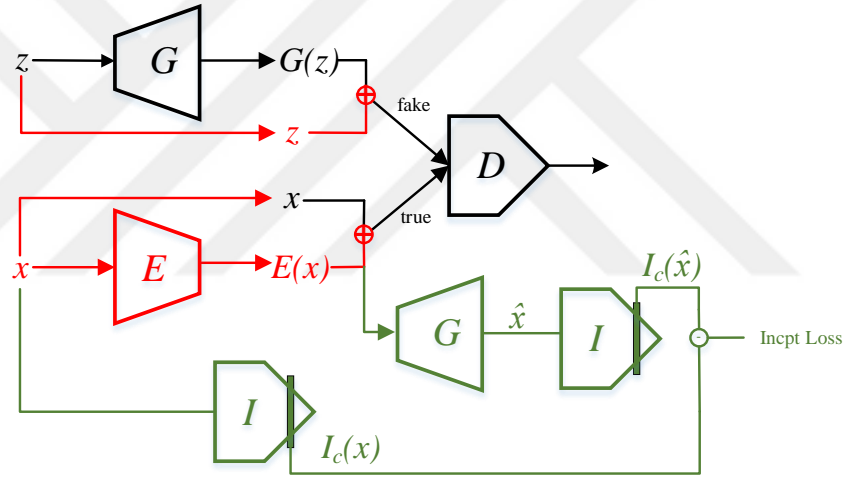 z G G(z)
fake
z
D
x
true
x E E(x)
I_c(x̂)
G x̂ I
- Incpt Loss
I
I_c(x)